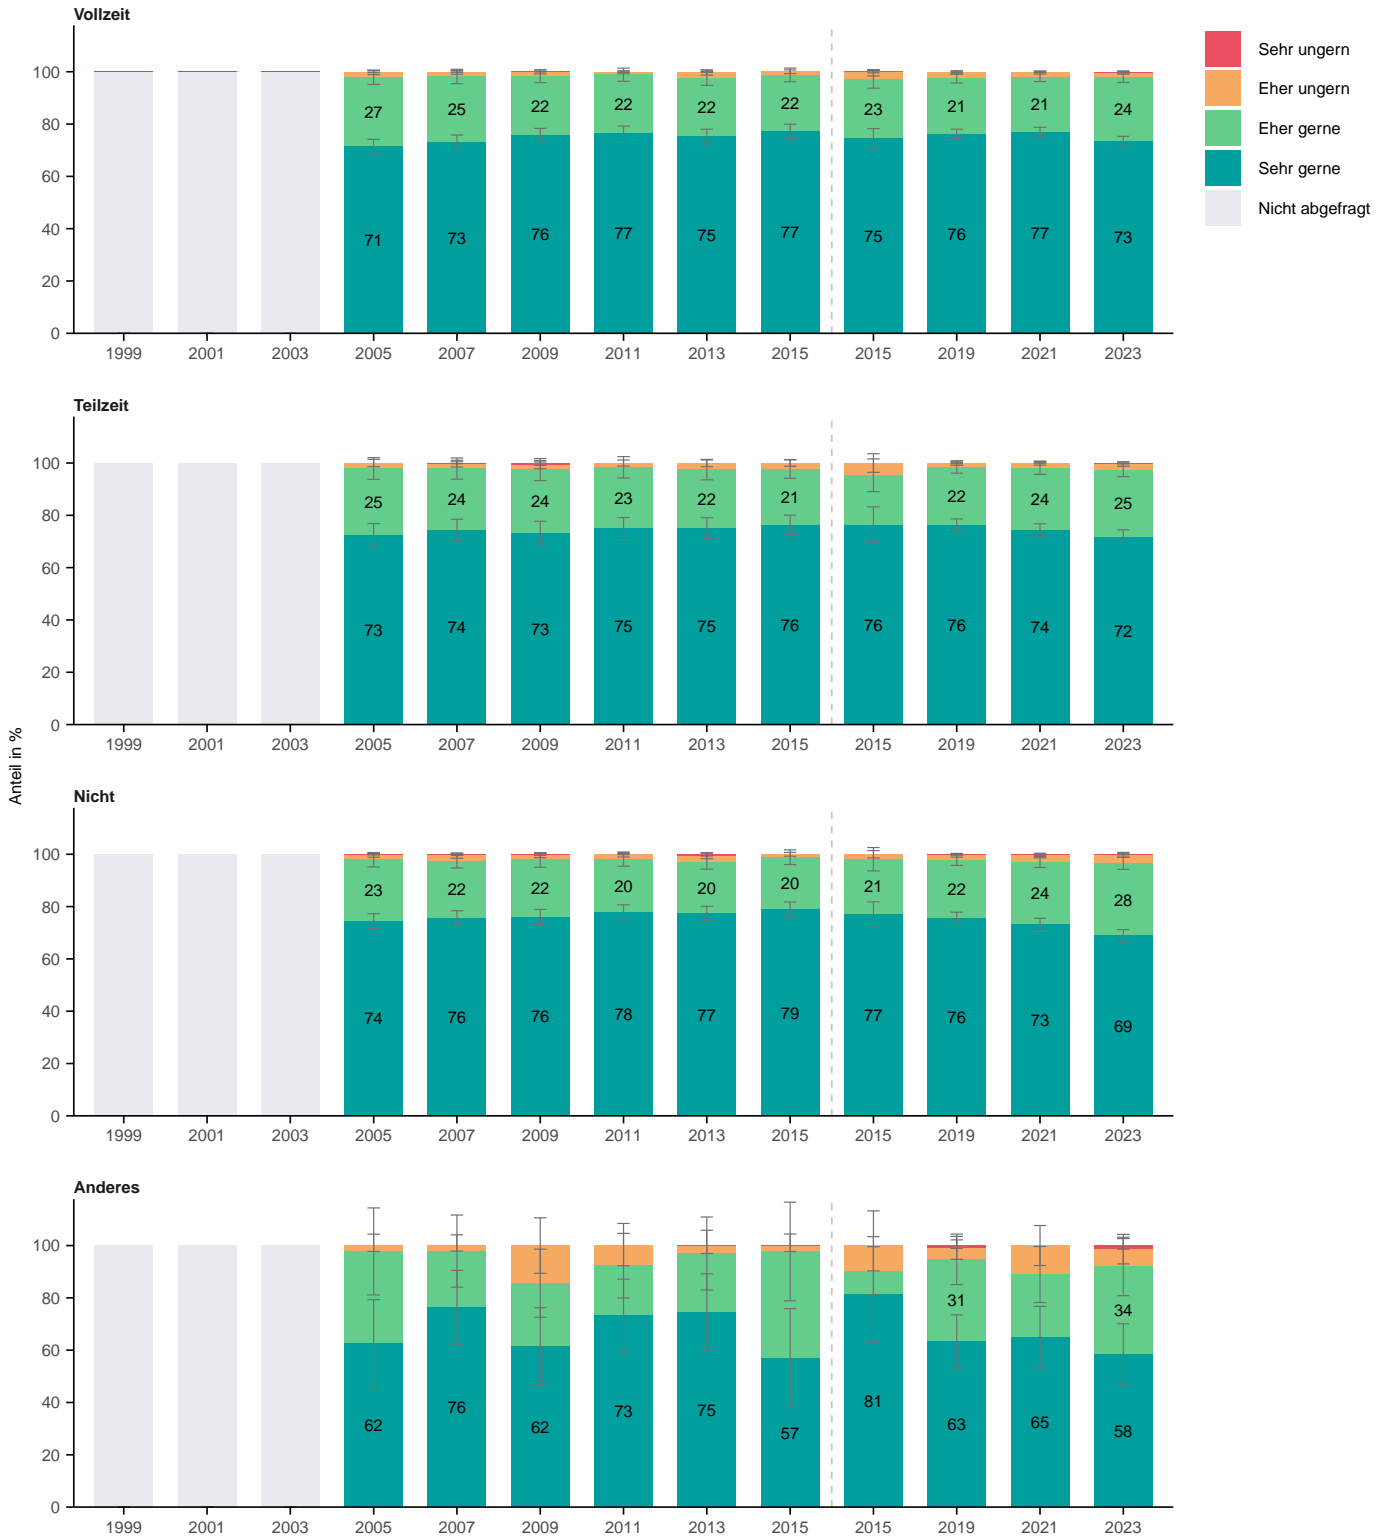 Vollzeit
100
80
60
40
20
0
27 25 22 22 22 22 23 21 21 24
71 73 76 77 75 77 75 76 77 73
1999 2001 2003 2005 2007 2009 2011 2013 2015 2015 2019 2021 2023
Sehr ungern
Eher ungern
Eher gerne
Sehr gerne
Nicht abgefragt
Teilzeit
100
80
60
40
20
0
25 24 24 23 22 21 22 24 25
73 74 73 75 75 76 76 76 74 72
1999 2001 2003 2005 2007 2009 2011 2013 2015 2015 2019 2021 2023
Anteil in %
Nicht
100
80
60
40
20
0
23 22 22 20 20 20 21 22 24 28
74 76 76 78 77 79 77 76 73 69
1999 2001 2003 2005 2007 2009 2011 2013 2015 2015 2019 2021 2023
Anderes
100
80
60
40
20
0
31 34
62 76 62 73 75 57 81 63 65 58
1999 2001 2003 2005 2007 2009 2011 2013 2015 2015 2019 2021 2023